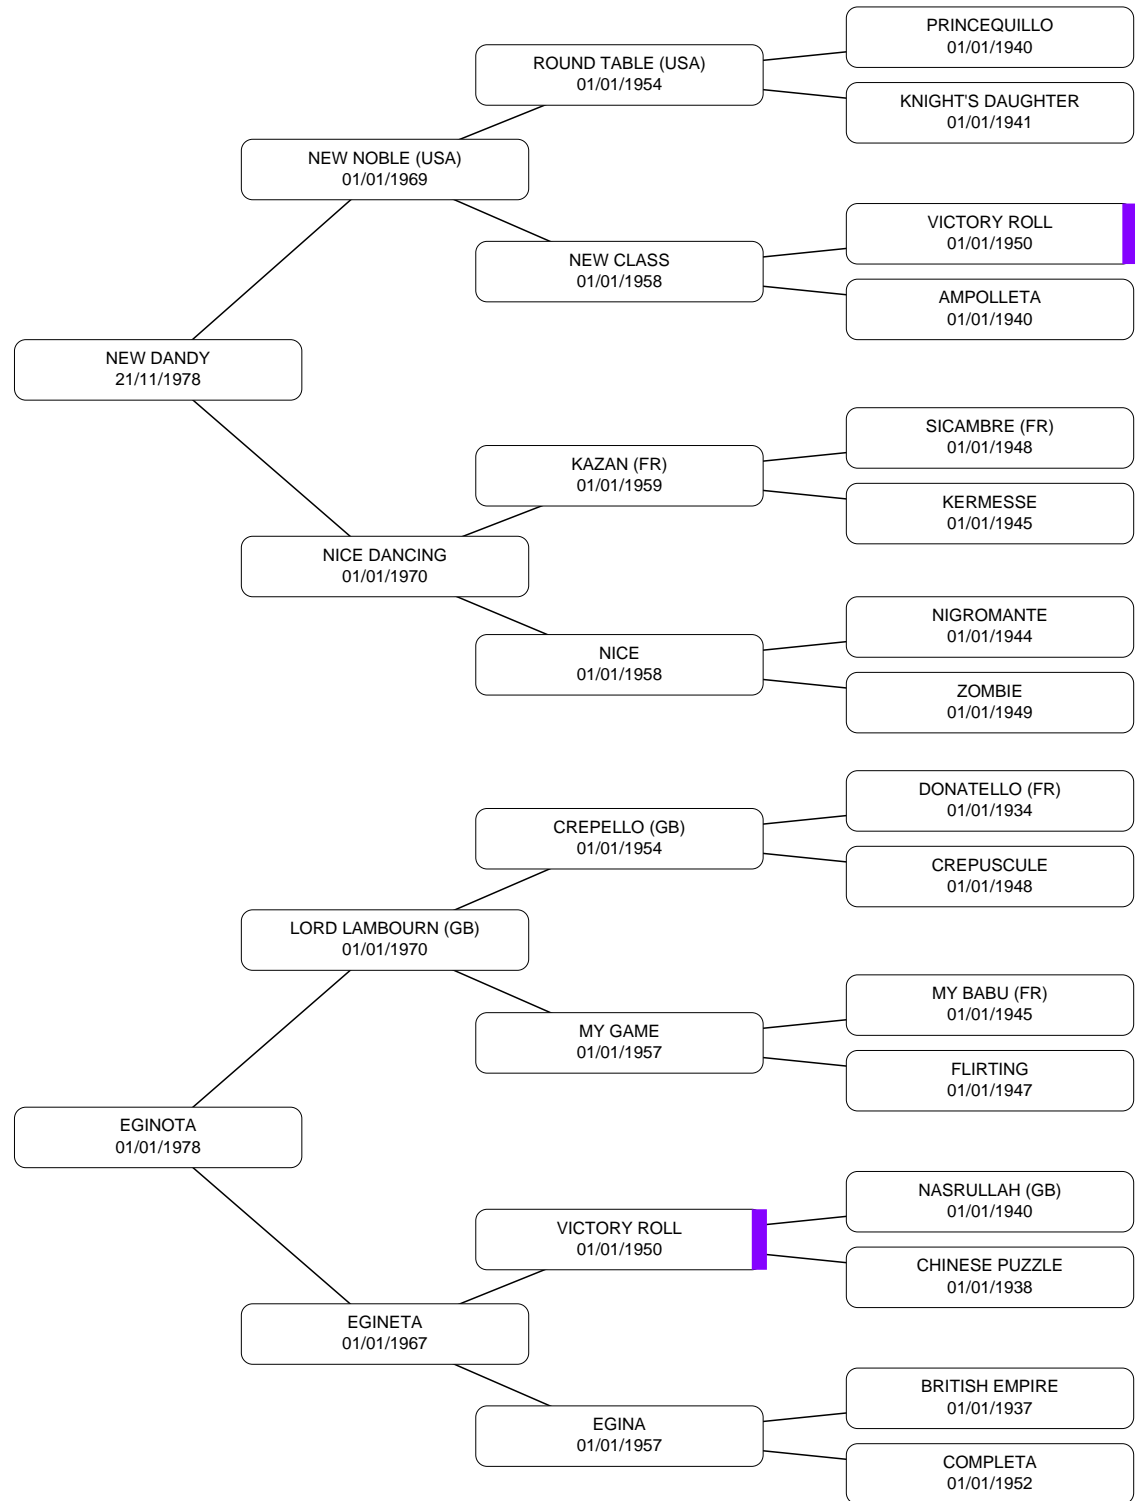 PRINCEQUILLO
01/01/1940
ROUND TABLE (USA)
01/01/1954
KNIGHT'S DAUGHTER
01/01/1941
NEW NOBLE (USA)
01/01/1969
VICTORY ROLL
01/01/1950
NEW CLASS
01/01/1958
AMPOLLETA
01/01/1940
NEW DANDY
21/11/1978
SICAMBRE (FR)
01/01/1948
KAZAN (FR)
01/01/1959
KERMESSE
01/01/1945
NICE DANCING
01/01/1970
NIGROMANTE
01/01/1944
NICE
01/01/1958
ZOMBIE
01/01/1949
DONATELLO (FR)
01/01/1934
CREPELLO (GB)
01/01/1954
CREPUSCULE
01/01/1948
LORD LAMBOURN (GB)
01/01/1970
MY BABU (FR)
01/01/1945
MY GAME
01/01/1957
FLIRTING
01/01/1947
EGINOTA
01/01/1978
NASRULLAH (GB)
01/01/1940
VICTORY ROLL
01/01/1950
CHINESE PUZZLE
01/01/1938
EGINETA
01/01/1967
BRITISH EMPIRE
01/01/1937
EGINA
01/01/1957
COMPLETA
01/01/1952